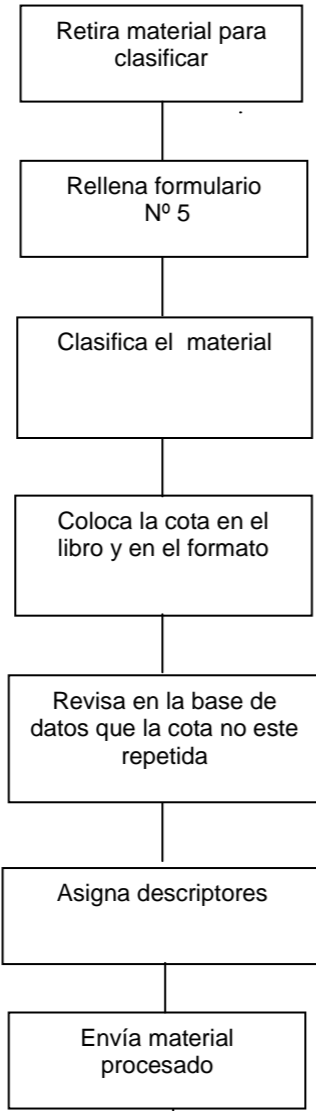 Retira material para
clasificar
Rellena formulario
Nº 5
Clasifica el  material
Coloca la cota en el
libro y en el formato
Revisa en la base de
datos que la cota no este
repetida
Asigna descriptores
Envía material
procesado